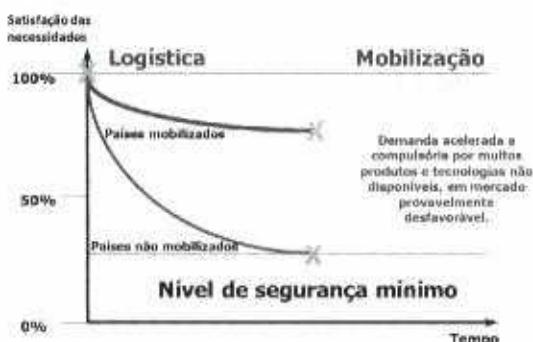 Satisfação das
necessidades
Logística
Mobilização
100%
Países mobilizados
Demanda acelerada e
compulsória por muitos
produtos e tecnologias não
disponíveis, em mercado
provavelmente
desfavorável.
50%
Países não mobilizados
Nível de segurança mínimo
0%
Tempo